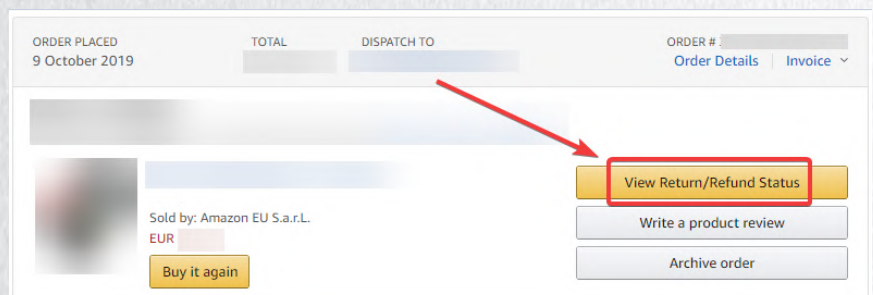 ORDER PLACED
9 October 2019
TOTAL
DISPATCH TO
ORDER #
Order Details
Invoice
View Return/Refund Status
Sold by: Amazon EU S.a.r.L.
EUR
Buy it again
Write a product review
Archive order